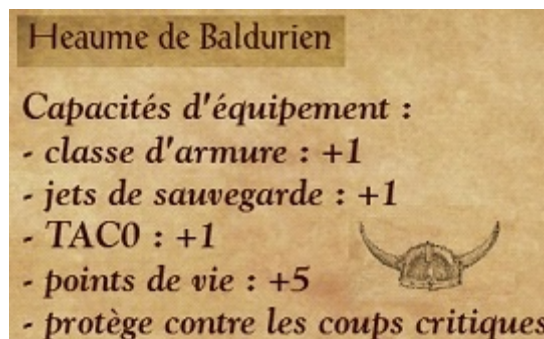 Heaume de Baldurien
Capacités d'équipement :
- classe d'armure : +1
- jets de sauvegarde : +1
- TAC0 : +1
- points de vie : +5
- protège contre les coups critiques